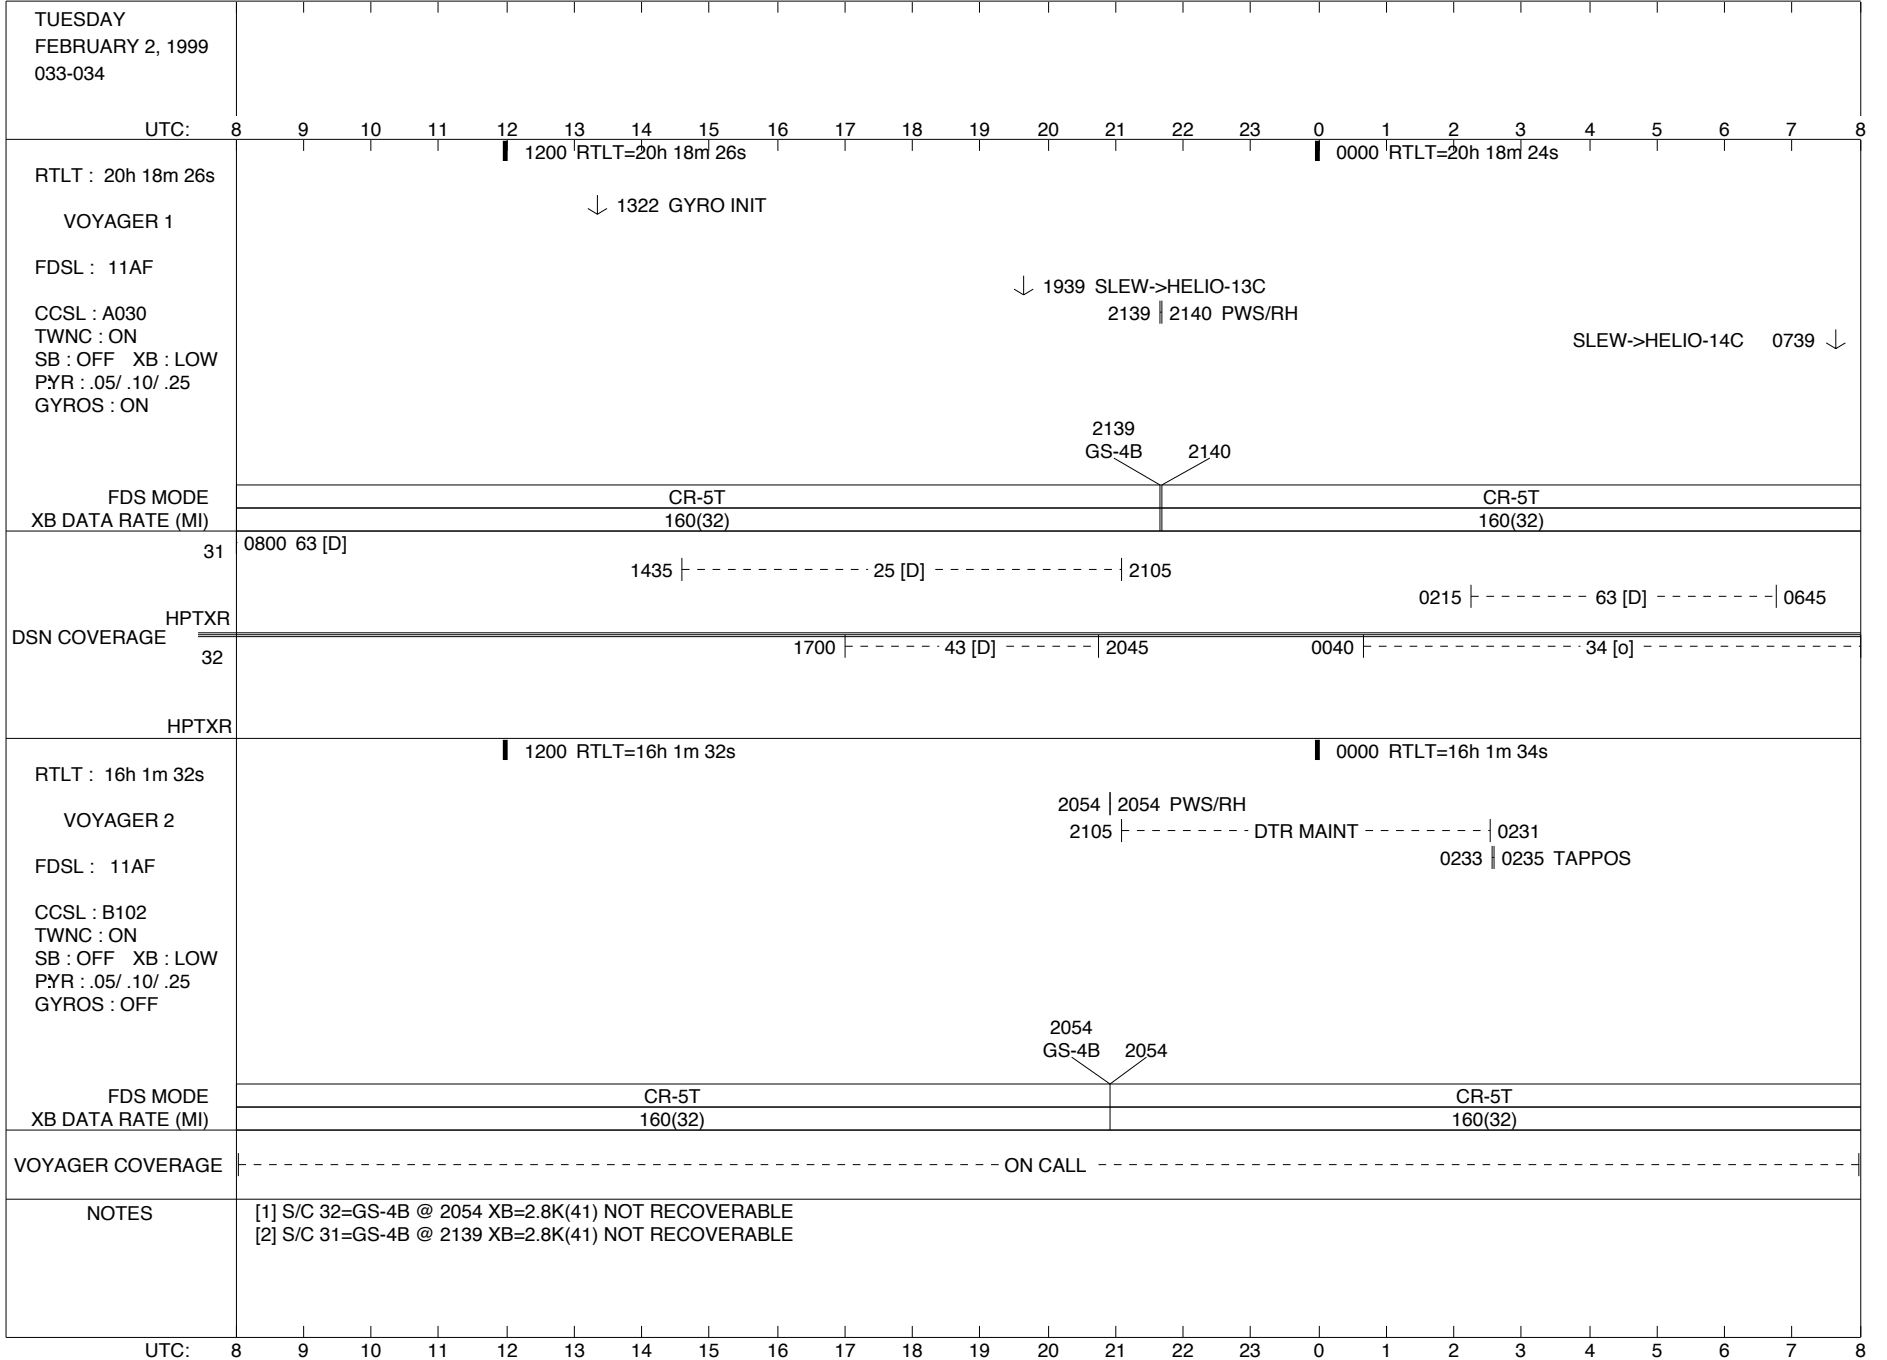 TUESDAY
FEBRUARY 2, 1999
033-034
UTC: 8 9 10 11 12 13 14 15 16 17 18 19 20 21 22 23 0 1 2 3 4 5 6 7 8
1200 RTLT=20h 18m 26s 0000 RTLT=20h 18m 24s
RTLT : 20h 18m 26s
1322 GYRO INIT
VOYAGER 1
FDSL : 11AF
1939 SLEW->HELIO-13C
CCSL : A030
2139 2140 PWS/RH
TWNC : ON
SLEW->HELIO-14C 0739
SB : OFF XB : LOW
P:YR : .05/ .10/ .25
GYROS : ON
2139
GS-4B 2140
FDS MODE CR-5T CR-5T
XB DATA RATE (MI) 160(32) 160(32)
31 0800 63 [D]
1435 25 [D] 2105
0215 63 [D] 0645
HPTXR
DSN COVERAGE
32 1700 43 [D] 2045 0040 34 [o]
HPTXR
1200 RTLT=16h 1m 32s 0000 RTLT=16h 1m 34s
RTLT : 16h 1m 32s
2054 2054 PWS/RH
VOYAGER 2
2105 DTR MAINT 0231
0233 0235 TAPPOS
FDSL : 11AF
CCSL : B102
TWNC : ON
SB : OFF XB : LOW
P:YR : .05/ .10/ .25
GYROS : OFF
2054
GS-4B 2054
FDS MODE CR-5T CR-5T
XB DATA RATE (MI) 160(32) 160(32)
VOYAGER COVERAGE ON CALL
NOTES [1] S/C 32=GS-4B @ 2054 XB=2.8K(41) NOT RECOVERABLE
[2] S/C 31=GS-4B @ 2139 XB=2.8K(41) NOT RECOVERABLE
UTC: 8 9 10 11 12 13 14 15 16 17 18 19 20 21 22 23 0 1 2 3 4 5 6 7 8